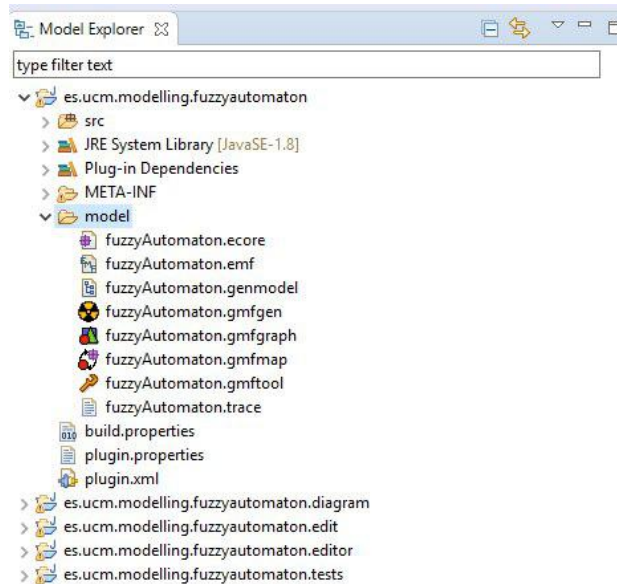 Model Explorer
type filter text
es.ucm.modelling.fuzzyautomaton
src
JRE System Library [JavaSE-1.8]
Plug-in Dependencies
META-INF
model
fuzzyAutomaton.ecore
fuzzyAutomaton.emf
fuzzyAutomaton.genmodel
fuzzyAutomaton.gmfgen
fuzzyAutomaton.gmfgraph
fuzzyAutomaton.gmfmap
fuzzyAutomaton.gmftool
fuzzyAutomaton.trace
build.properties
plugin.properties
plugin.xml
es.ucm.modelling.fuzzyautomaton.diagram
es.ucm.modelling.fuzzyautomaton.edit
es.ucm.modelling.fuzzyautomaton.editor
es.ucm.modelling.fuzzyautomaton.tests